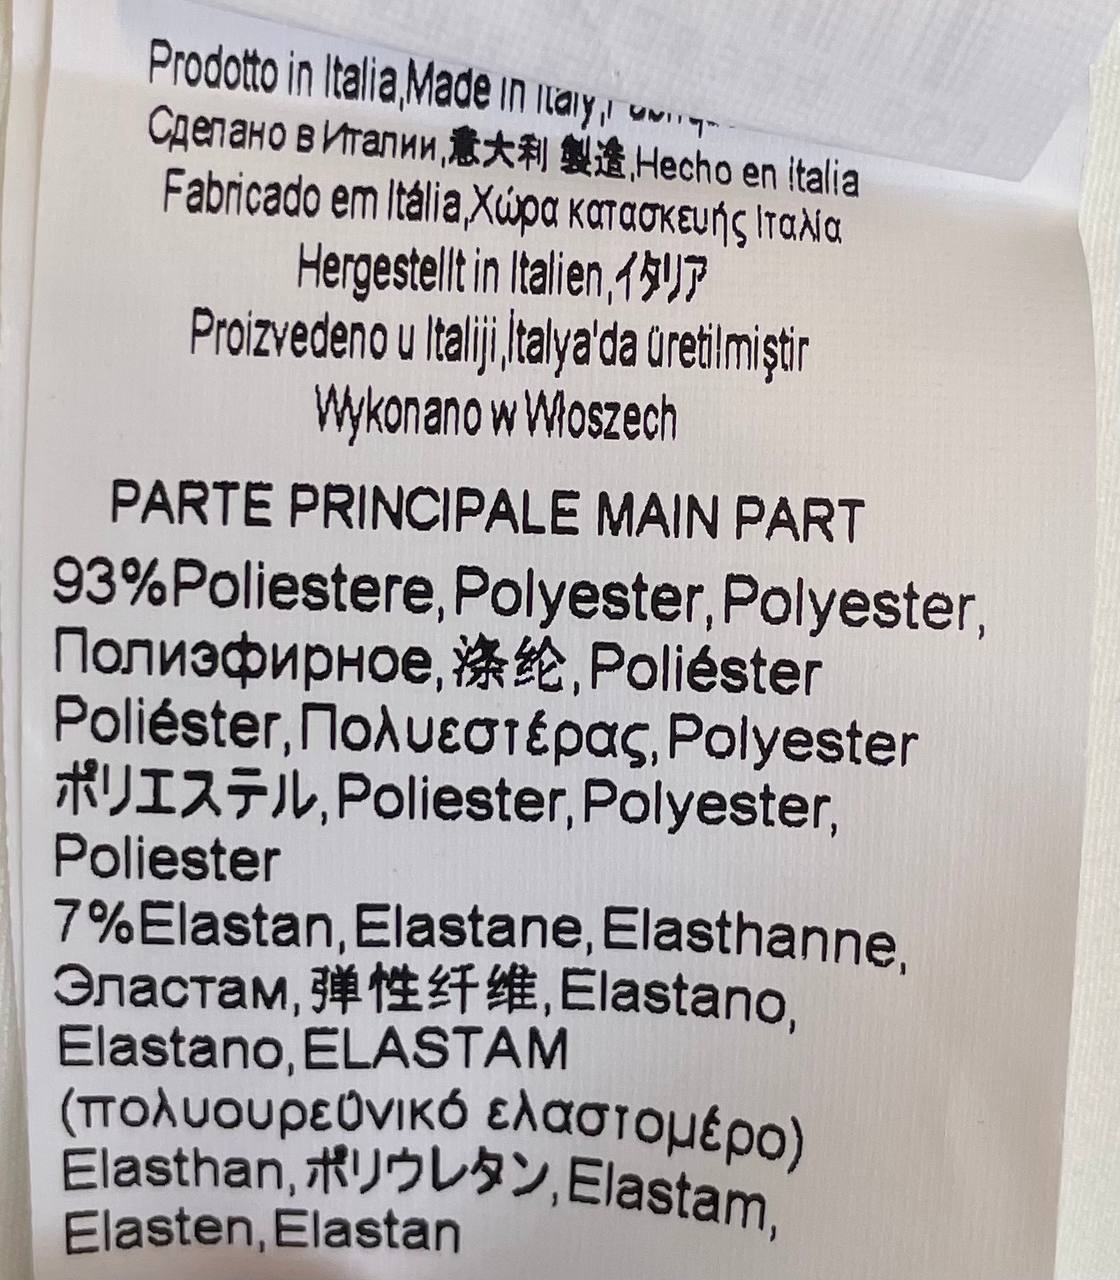 Prodotto in Italia,Made in Italy,
Сделано в Италии,意大利 製造,Hecho en italia
Fabricado em Itália,Χώρα κατασκευής Ιταλία
Hergestellt in Italien,イタリア
Proizvedeno u Italiji,İtalya'da üretilmiştir
Wykonano w Włoszech
PARTE PRINCIPALE MAIN PART
93%Poliestere,Polyester,Polyester,
Полиэфирное,涤纶,Poliéster
Poliéster,Πολυεστέρας,Polyester
ポリエステル,Poliester,Polyester,
Poliester
7%Elastan,Elastane,Elasthanne,
Эластам,弹性纤维,Elastano,
Elastano,ELASTAM
(πολυουρεθνικό ελαστομέρο)
Elasthan,ポリウレタン,Elastam,
Elasten,Elastan